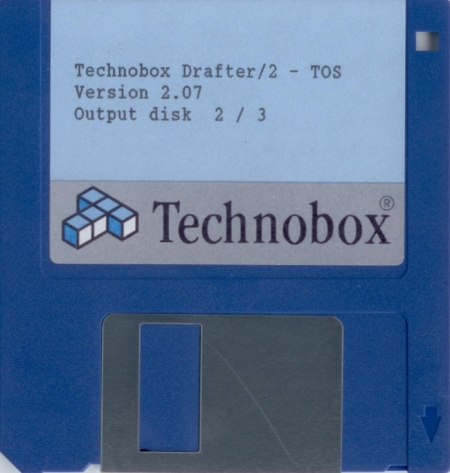 Technobox Drafter/2 - TOS
Version 2.07
Output disk 2 / 3
Technobox®